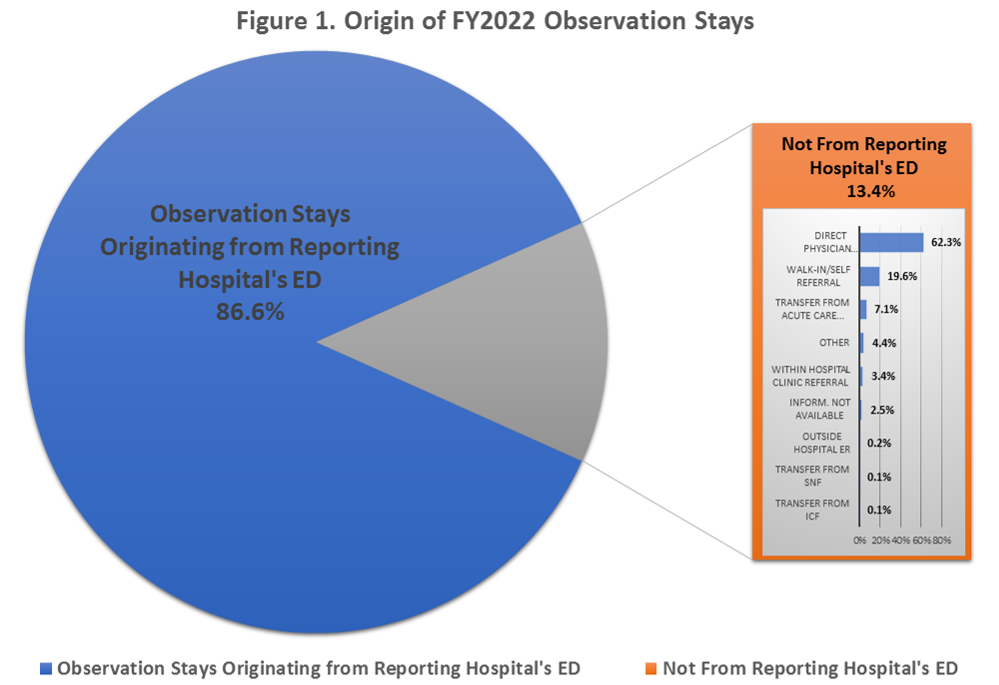 Figure 1. Origin of FY2022 Observation Stays
Observation Stays
Originating from Reporting
Hospital's ED
86.6%
Not From Reporting
Hospital's ED
13.4%
DIRECT
PHYSICIAN...
62.3%
WALK-IN/SELF
REFERRAL
19.6%
TRANSFER FROM
ACUTE CARE...
7.1%
OTHER
4.4%
WITHIN HOSPITAL
CLINIC REFERRAL
3.4%
INFORM. NOT
AVAILABLE
2.5%
OUTSIDE
HOSPITAL ER
0.2%
TRANSFER FROM
SNF
0.1%
TRANSFER FROM
ICF
0.1%
0% 20% 40% 60% 80%
Observation Stays Originating from Reporting Hospital's ED
Not From Reporting Hospital's ED